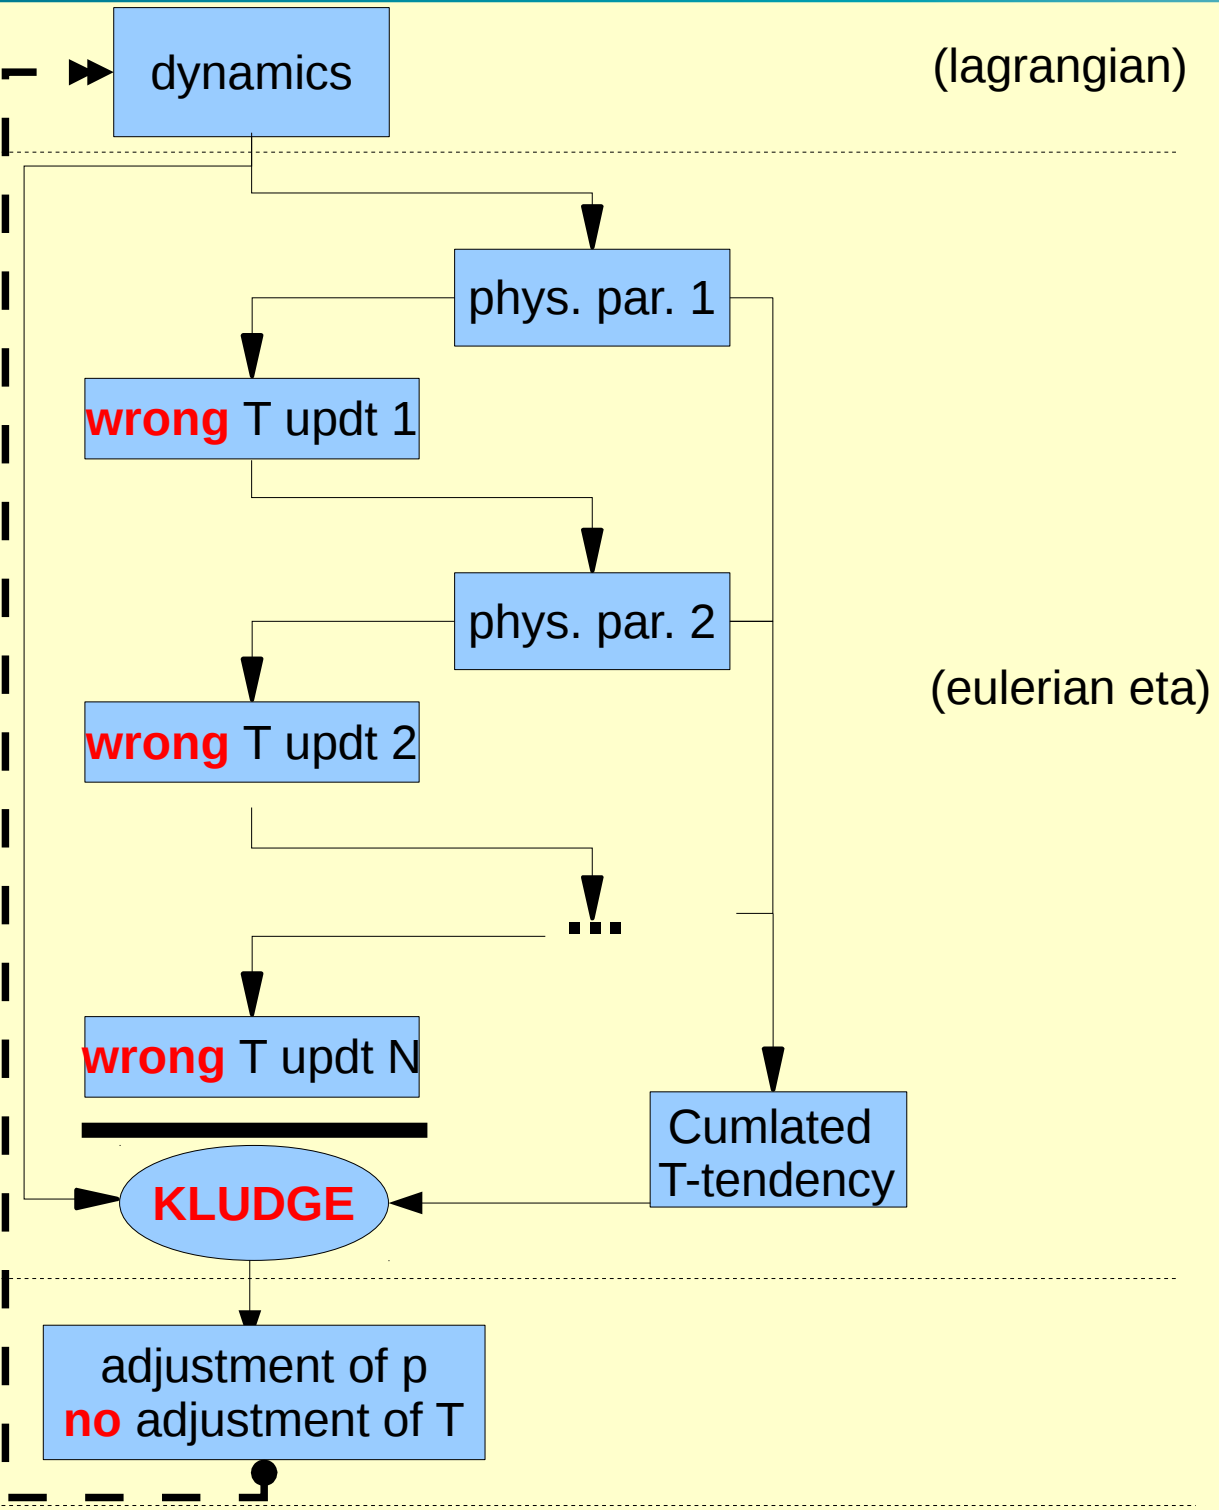 dynamics
(lagrangian)
phys. par. 1
wrong T updt 1
phys. par. 2
(eulerian eta)
wrong T updt 2
...
wrong T updt N
Cumlated
T-tendency
KLUDGE
adjustment of p
no adjustment of T